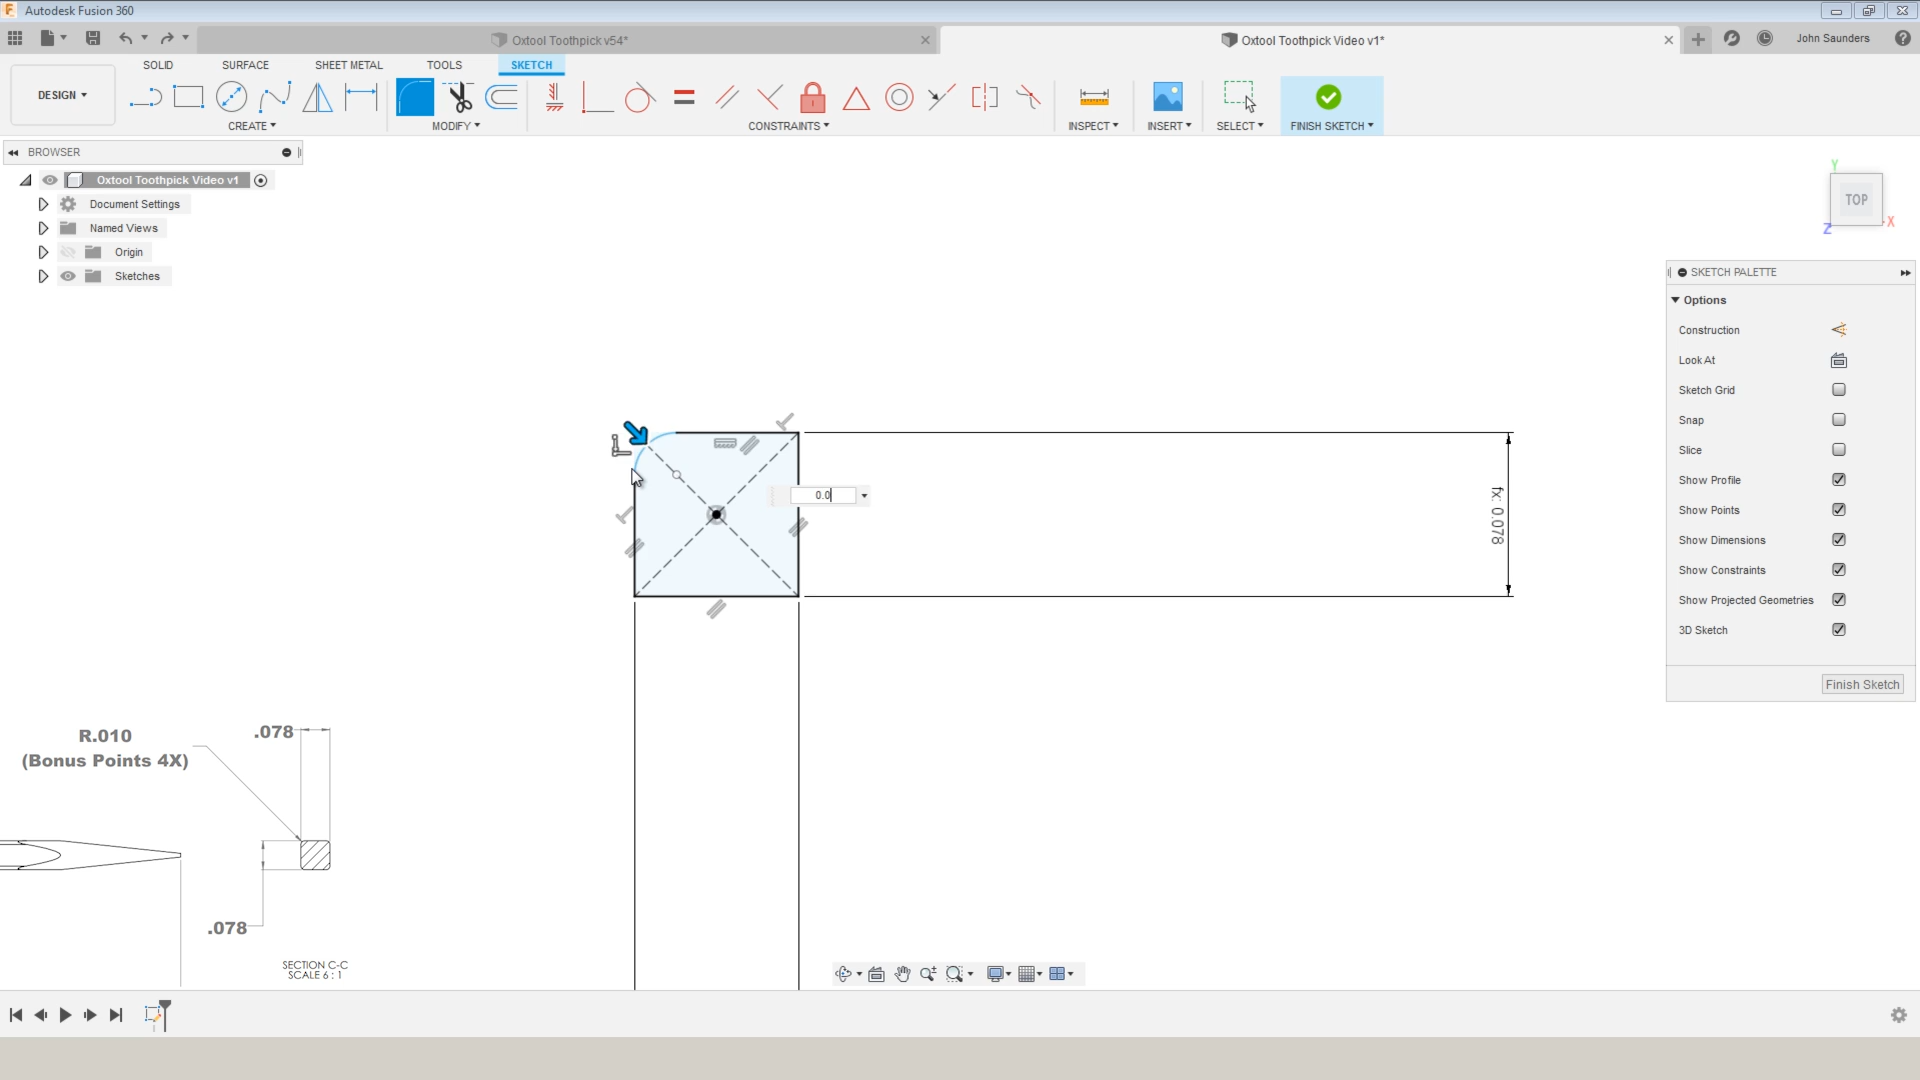 Autodesk Fusion 360
Oxtool Toothpick v54*
Oxtool Toothpick Video v1*
John Saunders
SOLID
SURFACE
SHEET METAL
TOOLS
SKETCH
DESIGN
CREATE
MODIFY
CONSTRAINTS
INSPECT
INSERT
SELECT
FINISH SKETCH
BROWSER
Oxtool Toothpick Video v1
Document Settings
Named Views
Origin
Sketches
Y
TOP
X
Z
SKETCH PALETTE
Options
Construction
Look At
Sketch Grid
Snap
Slice
Show Profile
Show Points
Show Dimensions
Show Constraints
Show Projected Geometries
3D Sketch
Finish Sketch
0.0
fx: 0.078
R.010
(Bonus Points 4X)
.078
.078
SECTION C-C
SCALE 6 : 1